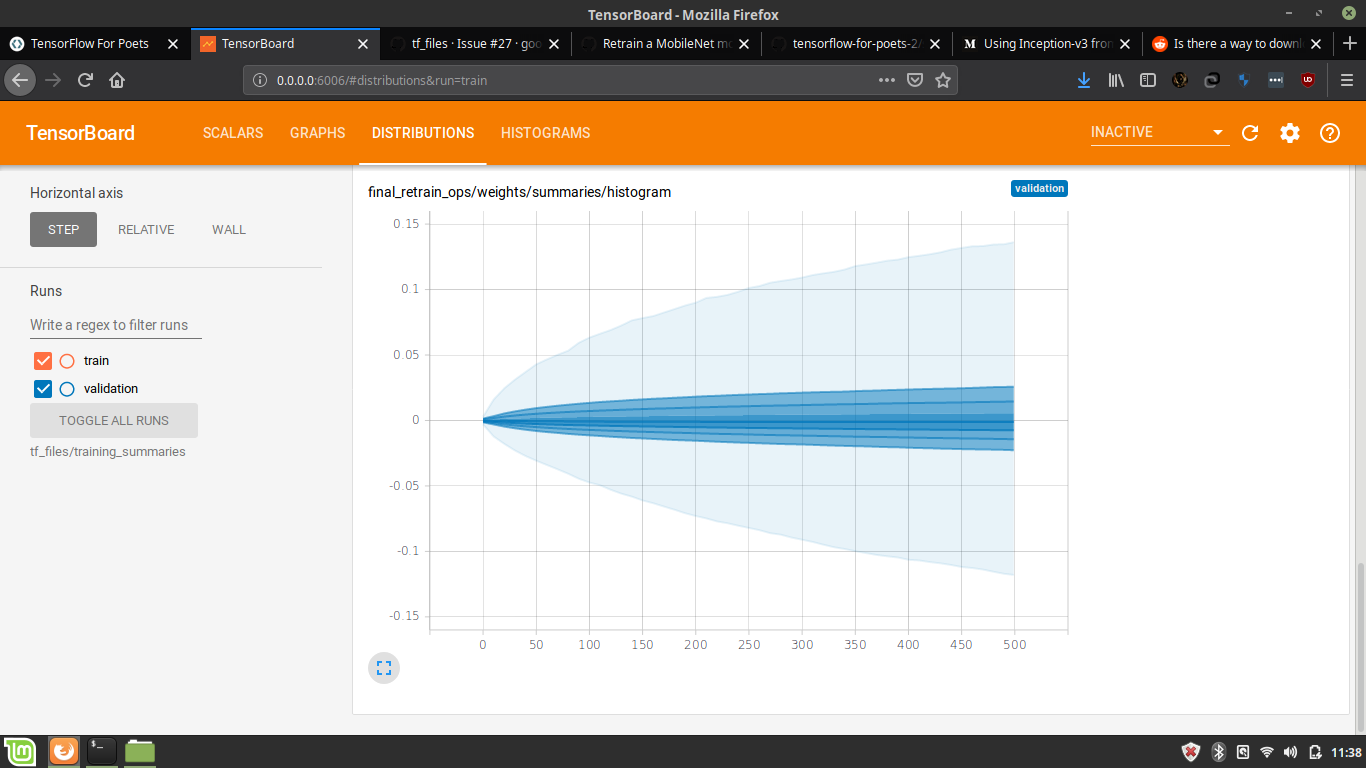 TensorBoard - Mozilla Firefox
TensorFlow For Poets
TensorBoard
tf_files · Issue #27 · goo
Retrain a MobileNet mo
tensorflow-for-poets-2/
Using Inception-v3 from
Is there a way to downl
0.0.0.0:6006/#distributions&run=train
TensorBoard
SCALARS
GRAPHS
DISTRIBUTIONS
HISTOGRAMS
INACTIVE
Horizontal axis
STEP
RELATIVE
WALL
Runs
Write a regex to filter runs
train
validation
TOGGLE ALL RUNS
tf_files/training_summaries
final_retrain_ops/weights/summaries/histogram
validation
0.15
0.1
0.05
0
-0.05
-0.1
-0.15
0 50 100 150 200 250 300 350 400 450 500
11:38